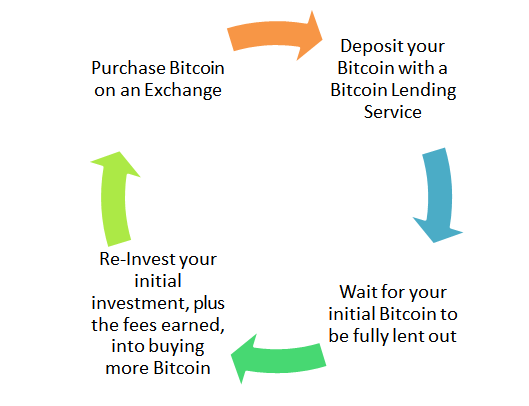 Purchase Bitcoin
on an Exchange
Deposit your
Bitcoin with a
Bitcoin Lending
Service
Wait for your
initial Bitcoin to
be fully lent out
Re-Invest your
initial
investment, plus
the fees earned,
into buying
more Bitcoin